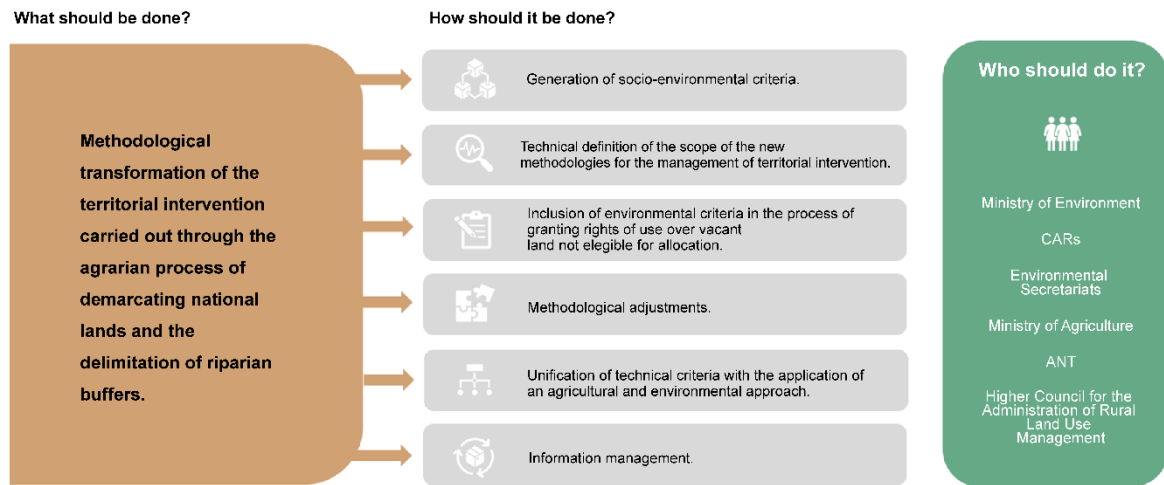 What should be done?
How should it be done?
Methodological
transformation of the
territorial intervention
carried out through the
agrarian process of
demarcating national
lands and the
delimitation of riparian
buffers.
Generation of socio-environmental criteria.
Technical definition of the scope of the new
methodologies for the management of territorial intervention.
Inclusion of environmental criteria in the process of
granting rights of use over vacant
land not elegible for allocation.
Methodological adjustments.
Unification of technical criteria with the application of
an agricultural and environmental approach.
Information management.
Who should do it?
Ministry of Environment
CARs
Environmental
Secretariats
Ministry of Agriculture
ANT
Higher Council for the
Administration of Rural
Land Use
Management